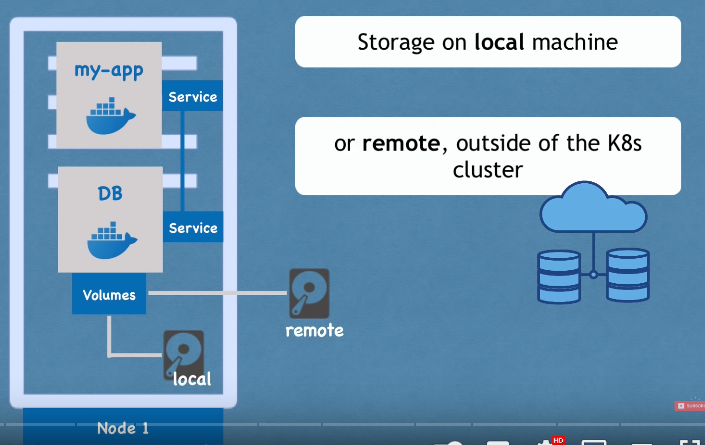 my-app
Service
DB
Service
Volumes
local
remote
Node 1
Storage on local machine
or remote, outside of the K8s
cluster
HD